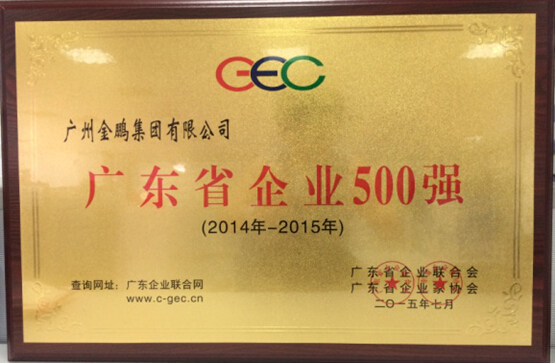 GEC
广州金鹏集团有限公司
广东省企业500强
(2014年-2015年)
查询网址：广东企业联合网
www.c-gec.cn
广东省企业联合会
广东省企业家协会
二〇一五年七月